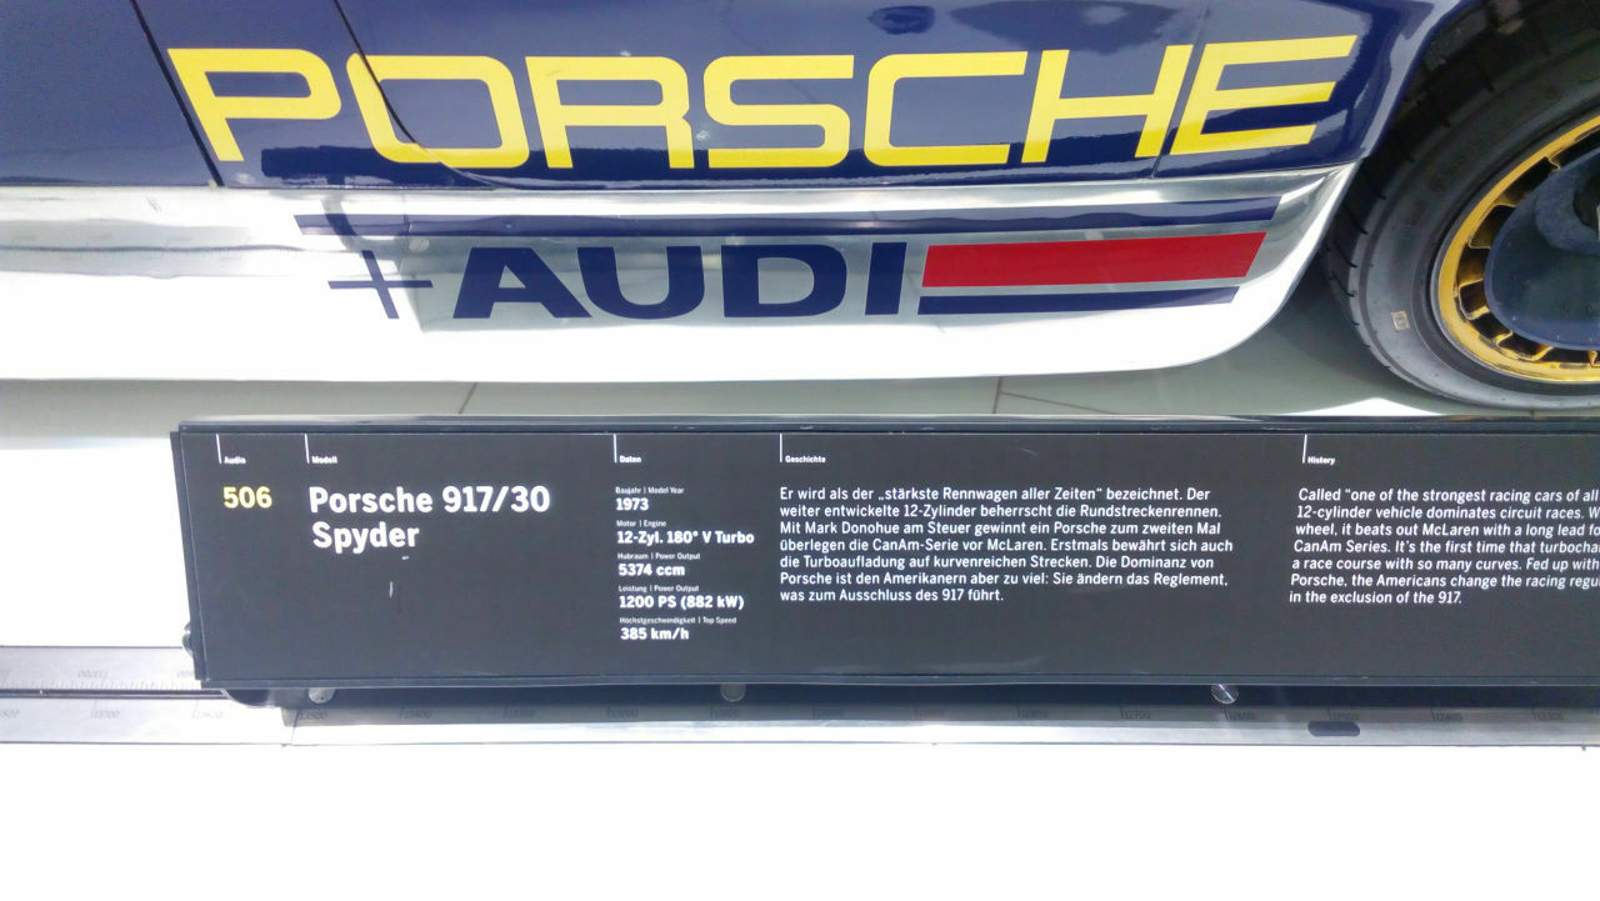 PORSCHE
+AUDI
Audio
506
Modell
Porsche 917/30
Spyder
Daten
Baujahr | Model Year
1973
Motor | Engine
12-Zyl. 180° V Turbo
Hubraum | Power Output
5374 ccm
Leistung | Power Output
1200 PS (882 kW)
Höchstgeschwindigkeit | Top Speed
385 km/h
Geschichte
Er wird als der „stärkste Rennwagen aller Zeiten“ bezeichnet. Der
weiter entwickelte 12-Zylinder beherrscht die Rundstreckenrennen.
Mit Mark Donohue am Steuer gewinnt ein Porsche zum zweiten Mal
überlegen die CanAm-Serie vor McLaren. Erstmals bewährt sich auch
die Turboaufladung auf kurvenreichen Strecken. Die Dominanz von
Porsche ist den Amerikanern aber zu viel: Sie ändern das Reglement,
was zum Ausschluss des 917 führt.
History
Called "one of the strongest racing cars of all
12-cylinder vehicle dominates circuit races. W
wheel, it beats out McLaren with a long lead fo
CanAm Series. It's the first time that turbocha
a race course with so many curves. Fed up with
Porsche, the Americans change the racing regu
in the exclusion of the 917.